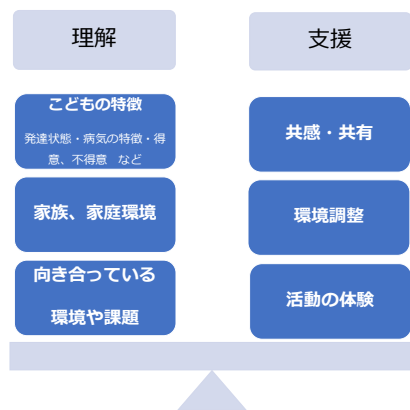 理解
支援
こどもの特徴
発達状態・病気の特徴・得
意、不得意　など
家族、家庭環境
向き合っている
環境や課題
共感・共有
環境調整
活動の体験